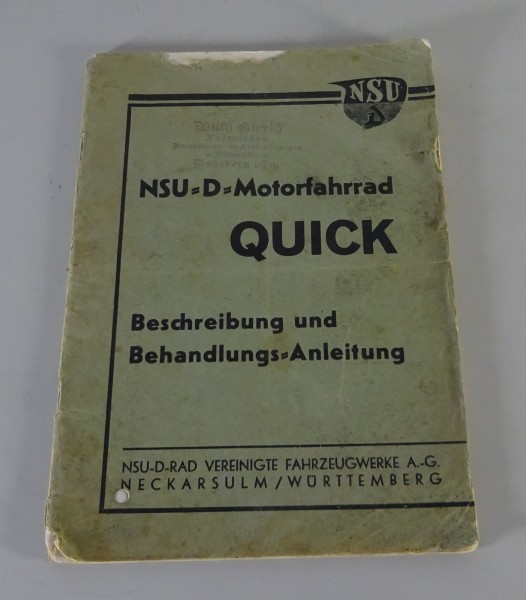 NSU
NSU=D=Motorfahrrad
QUICK
Beschreibung und
Behandlungs=Anleitung
NSU-D-RAD VEREINIGTE FAHRZEUGWERKE A.-G.
NECKARSULM/WÜRTTEMBERG